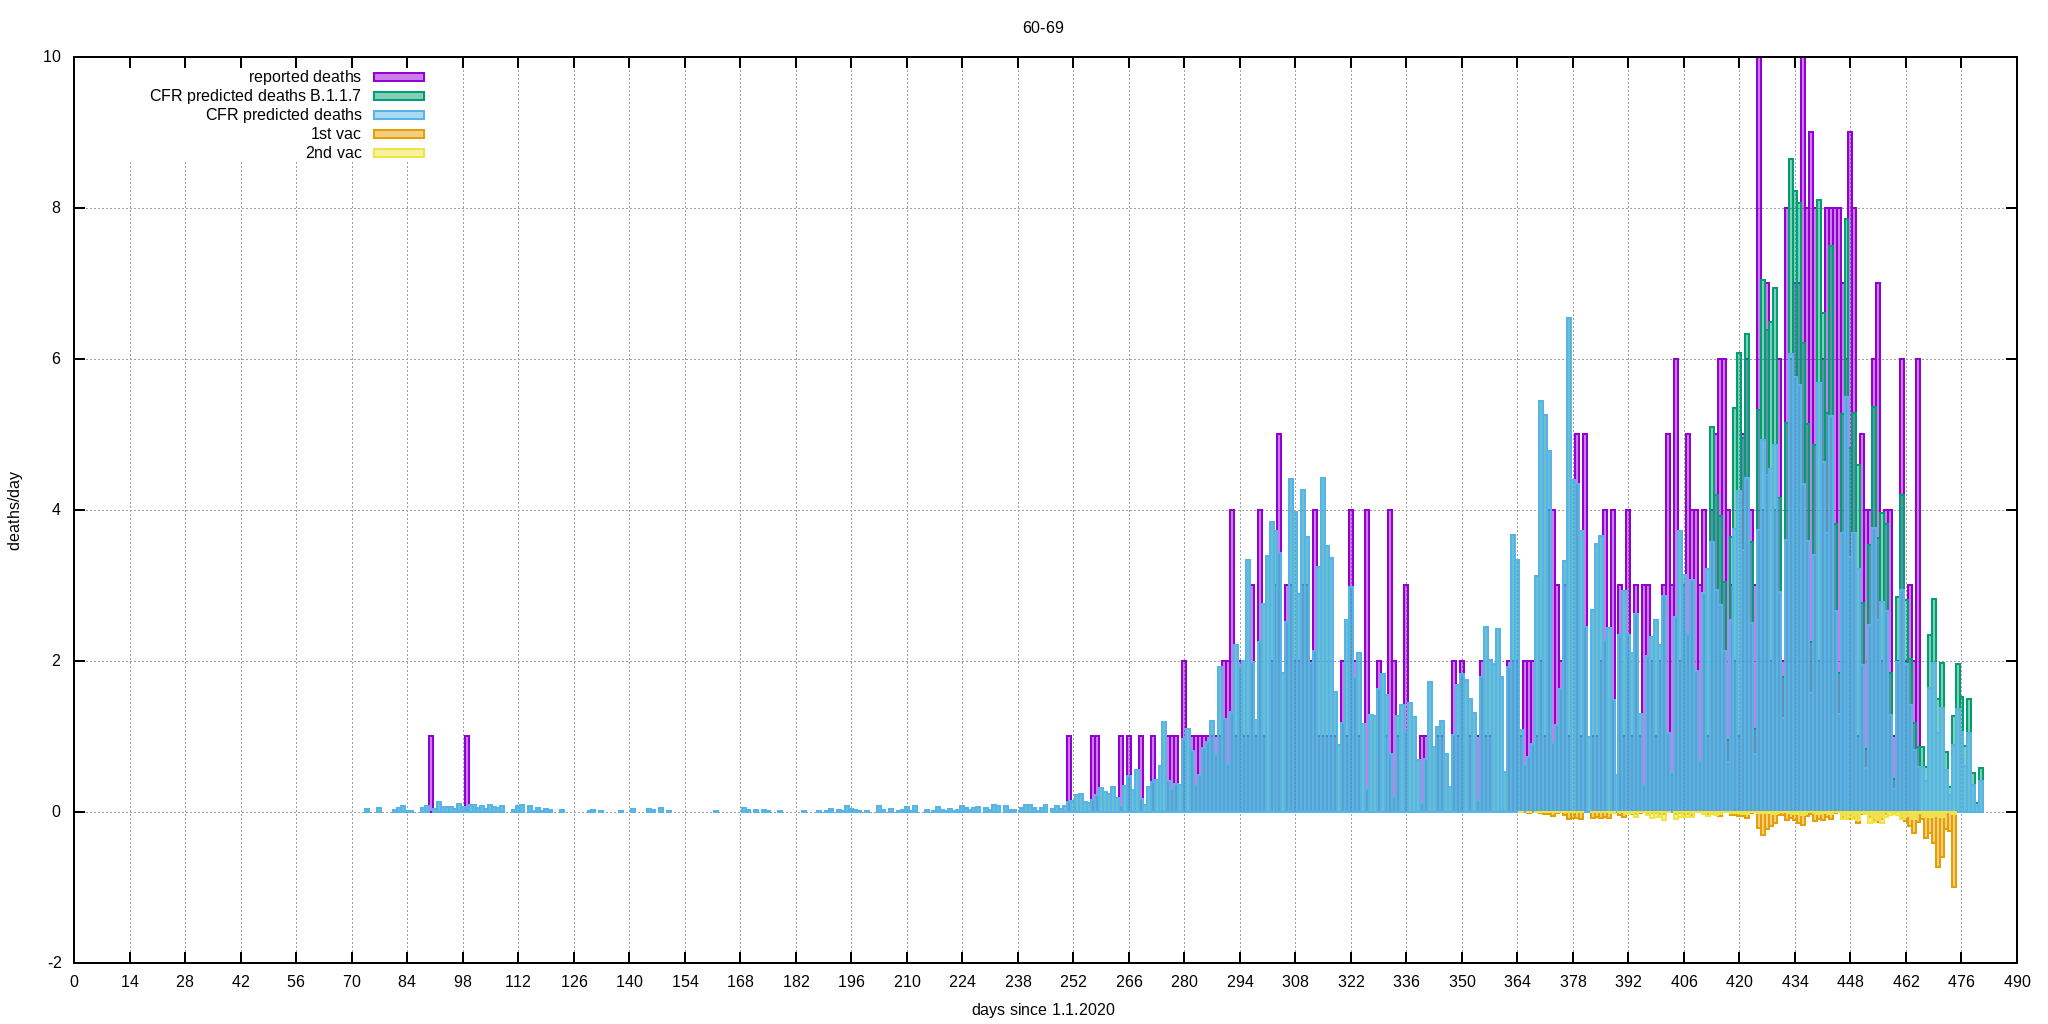 60-69
reported deaths
CFR predicted deaths B.1.1.7
CFR predicted deaths
1st vac
2nd vac
10
8
6
4
2
0
-2
deaths/day
0 14 28 42 56 70 84 98 112 126 140 154 168 182 196 210 224 238 252 266 280 294 308 322 336 350 364 378 392 406 420 434 448 462 476 490
days since 1.1.2020